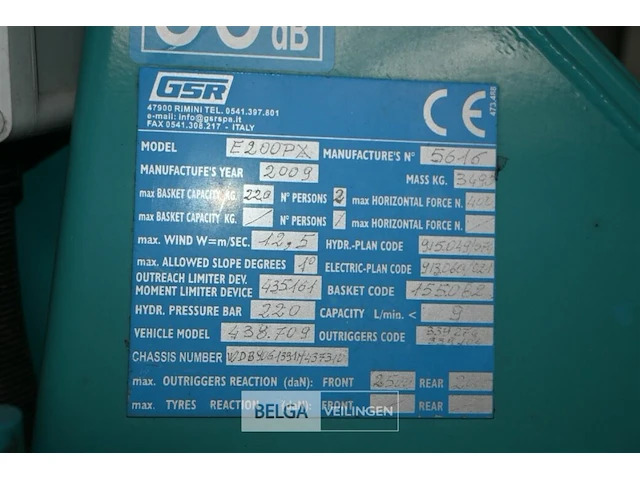 dB
GSR
47900 RIMINI TEL. 0541.397.801
e-mail: info@gsrspa.it
FAX 0541.308.217 - ITALY
CE
473.488
MODEL E200PX MANUFACTURE'S N° 5616
MANUFACTUFE'S YEAR 2009 MASS KG.
max BASKET CAPACITY KG. 220 N° PERSONS 2 max HORIZONTAL FORCE N. 400
max BASKET CAPACITY KG. / N° PERSONS / max HORIZONTAL FORCE N. /
max. WIND W=m/SEC. 12,5 HYDR.-PLAN CODE
max. ALLOWED SLOPE DEGREES 1° ELECTRIC-PLAN CODE
OUTREACH LIMITER DEV.
MOMENT LIMITER DEVICE 435161 BASKET CODE 155062
HYDR. PRESSURE BAR 220 CAPACITY L/min. < 9
VEHICLE MODEL 438.709 OUTRIGGERS CODE
CHASSIS NUMBER
max. OUTRIGGERS REACTION (daN): FRONT REAR
max. TYRES REACTION (daN): FRONT REAR
BELGA VEILINGEN